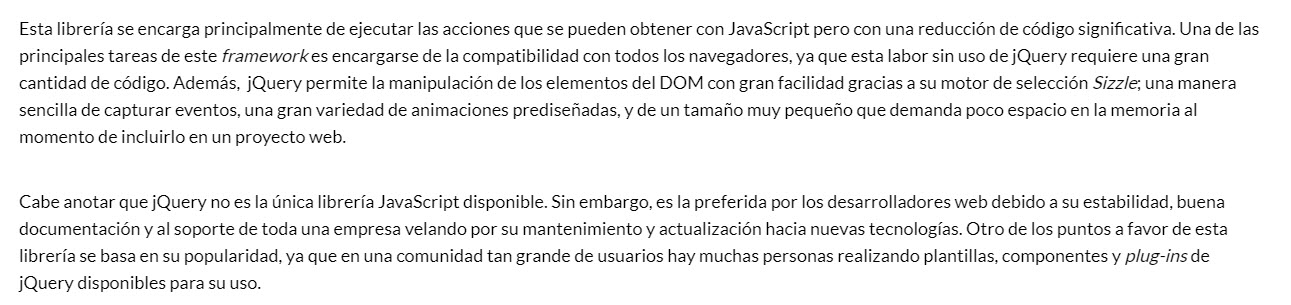 Esta librería se encarga principalmente de ejecutar las acciones que se pueden obtener con JavaScript pero con una reducción de código significativa. Una de las
principales tareas de este framework es encargarse de la compatibilidad con todos los navegadores, ya que esta labor sin uso de jQuery requiere una gran
cantidad de código. Además, jQuery permite la manipulación de los elementos del DOM con gran facilidad gracias a su motor de selección Sizzle; una manera
sencilla de capturar eventos, una gran variedad de animaciones prediseñadas, y de un tamaño muy pequeño que demanda poco espacio en la memoria al
momento de incluirlo en un proyecto web.
Cabe anotar que jQuery no es la única librería JavaScript disponible. Sin embargo, es la preferida por los desarrolladores web debido a su estabilidad, buena
documentación y al soporte de toda una empresa velando por su mantenimiento y actualización hacia nuevas tecnologías. Otro de los puntos a favor de esta
librería se basa en su popularidad, ya que en una comunidad tan grande de usuarios hay muchas personas realizando plantillas, componentes y plug-ins de
jQuery disponibles para su uso.